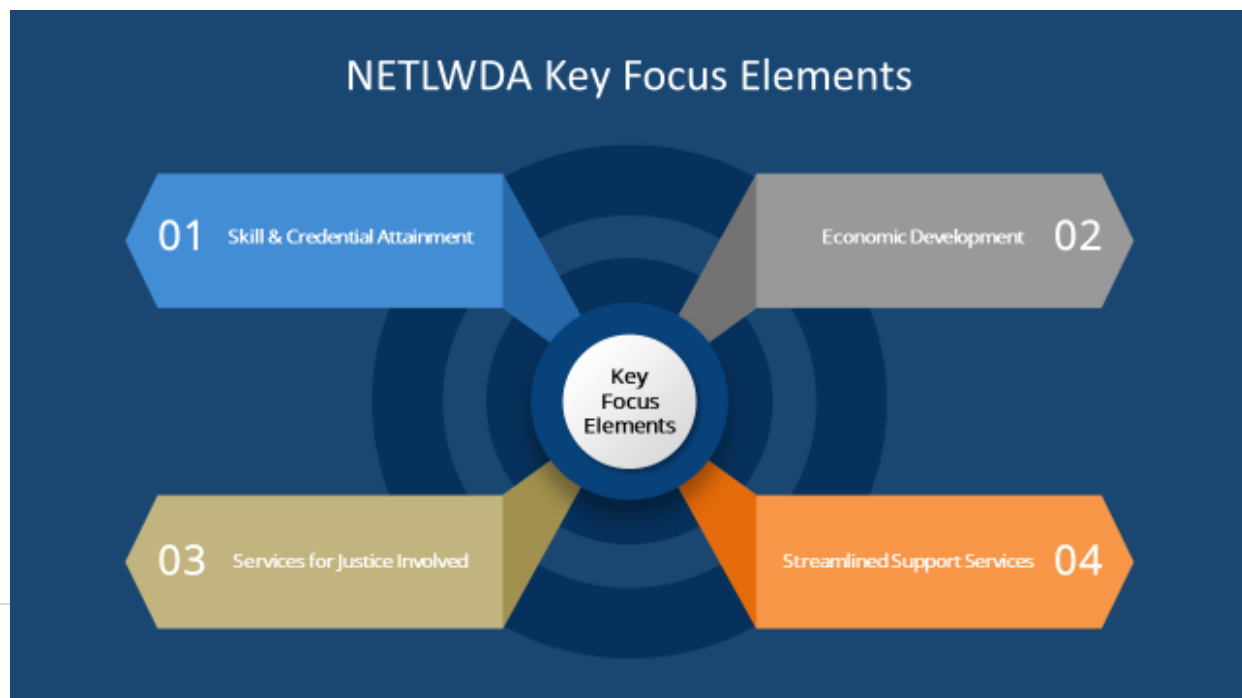 NETLWDA Key Focus Elements
01 Skill & Credential Attainment
Economic Development 02
Key
Focus
Elements
03 Services for Justice Involved
Streamlined Support Services 04